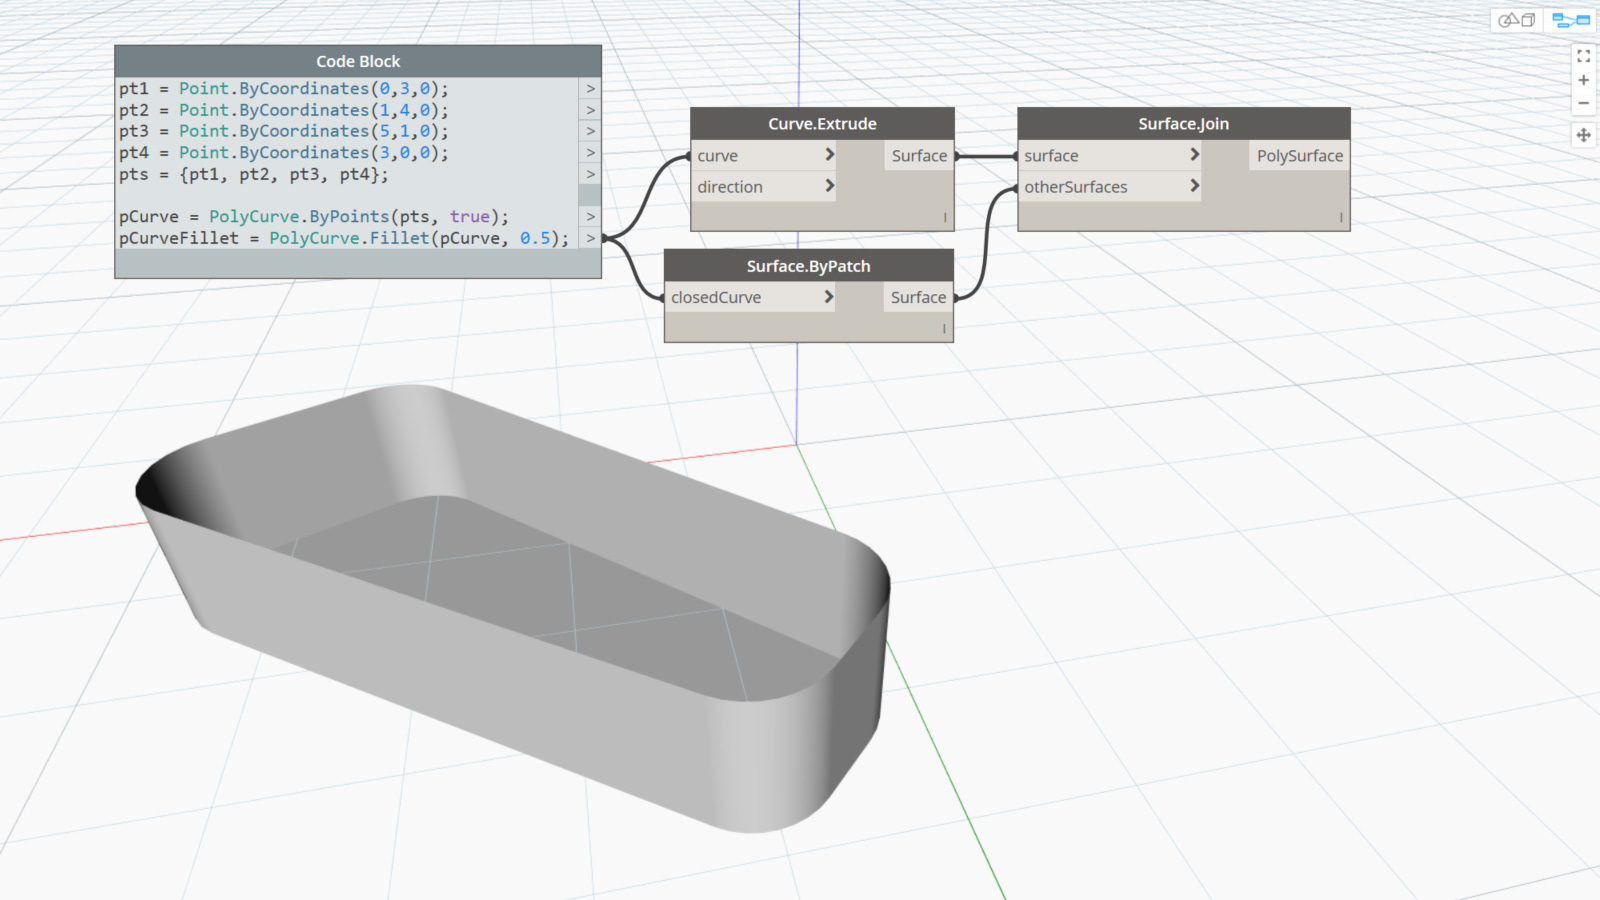 Code Block
pt1 = Point.ByCoordinates(0,3,0); >
pt2 = Point.ByCoordinates(1,4,0); >
pt3 = Point.ByCoordinates(5,1,0); >
pt4 = Point.ByCoordinates(3,0,0); >
pts = {pt1, pt2, pt3, pt4}; >
pCurve = PolyCurve.ByPoints(pts, true); >
pCurveFillet = PolyCurve.Fillet(pCurve, 0.5); >
Curve.Extrude
curve > Surface
direction >
Surface.ByPatch
closedCurve > Surface
Surface.Join
surface > PolySurface
otherSurfaces >